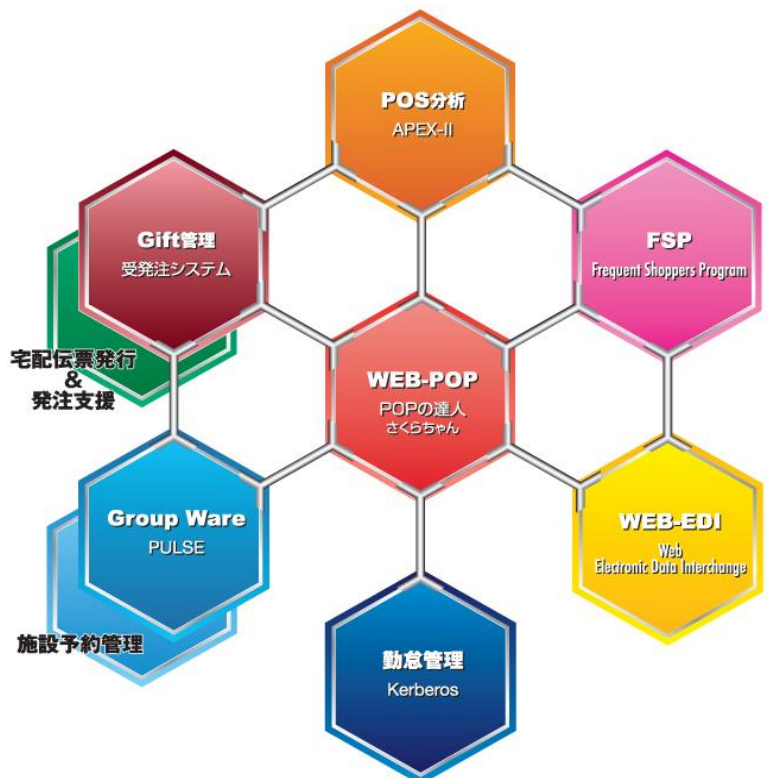 POS分析
APEX-II
Gift管理
受発注システム
FSP
Frequent Shoppers Program
宅配伝票発行
&
発注支援
WEB-POP
POPの達人
さくらちゃん
Group Ware
PULSE
WEB-EDI
Web
Electronic Data Interchange
施設予約管理
勤怠管理
Kerberos